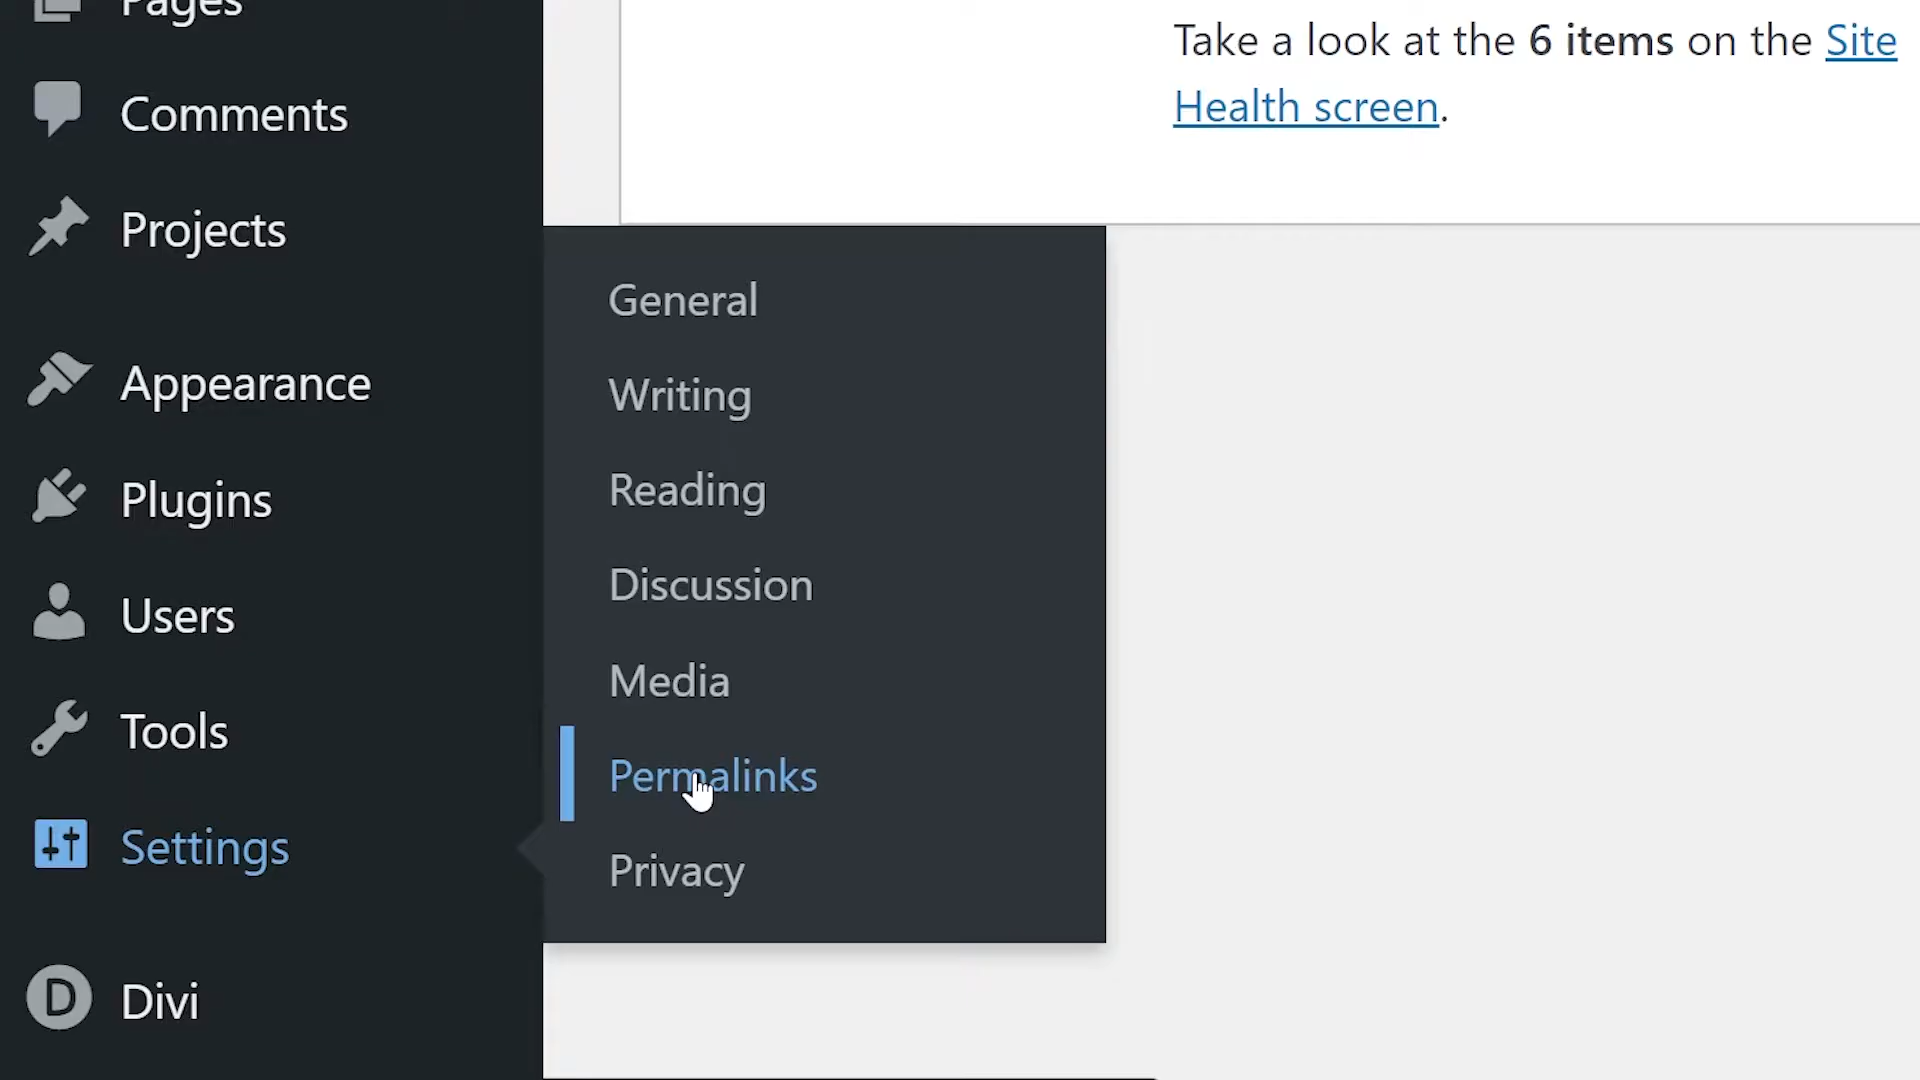 Pages
Comments
Projects
Appearance
Plugins
Users
Tools
Settings
D Divi
General
Writing
Reading
Discussion
Media
Permalinks
Privacy
Take a look at the 6 items on the Site
Health screen.